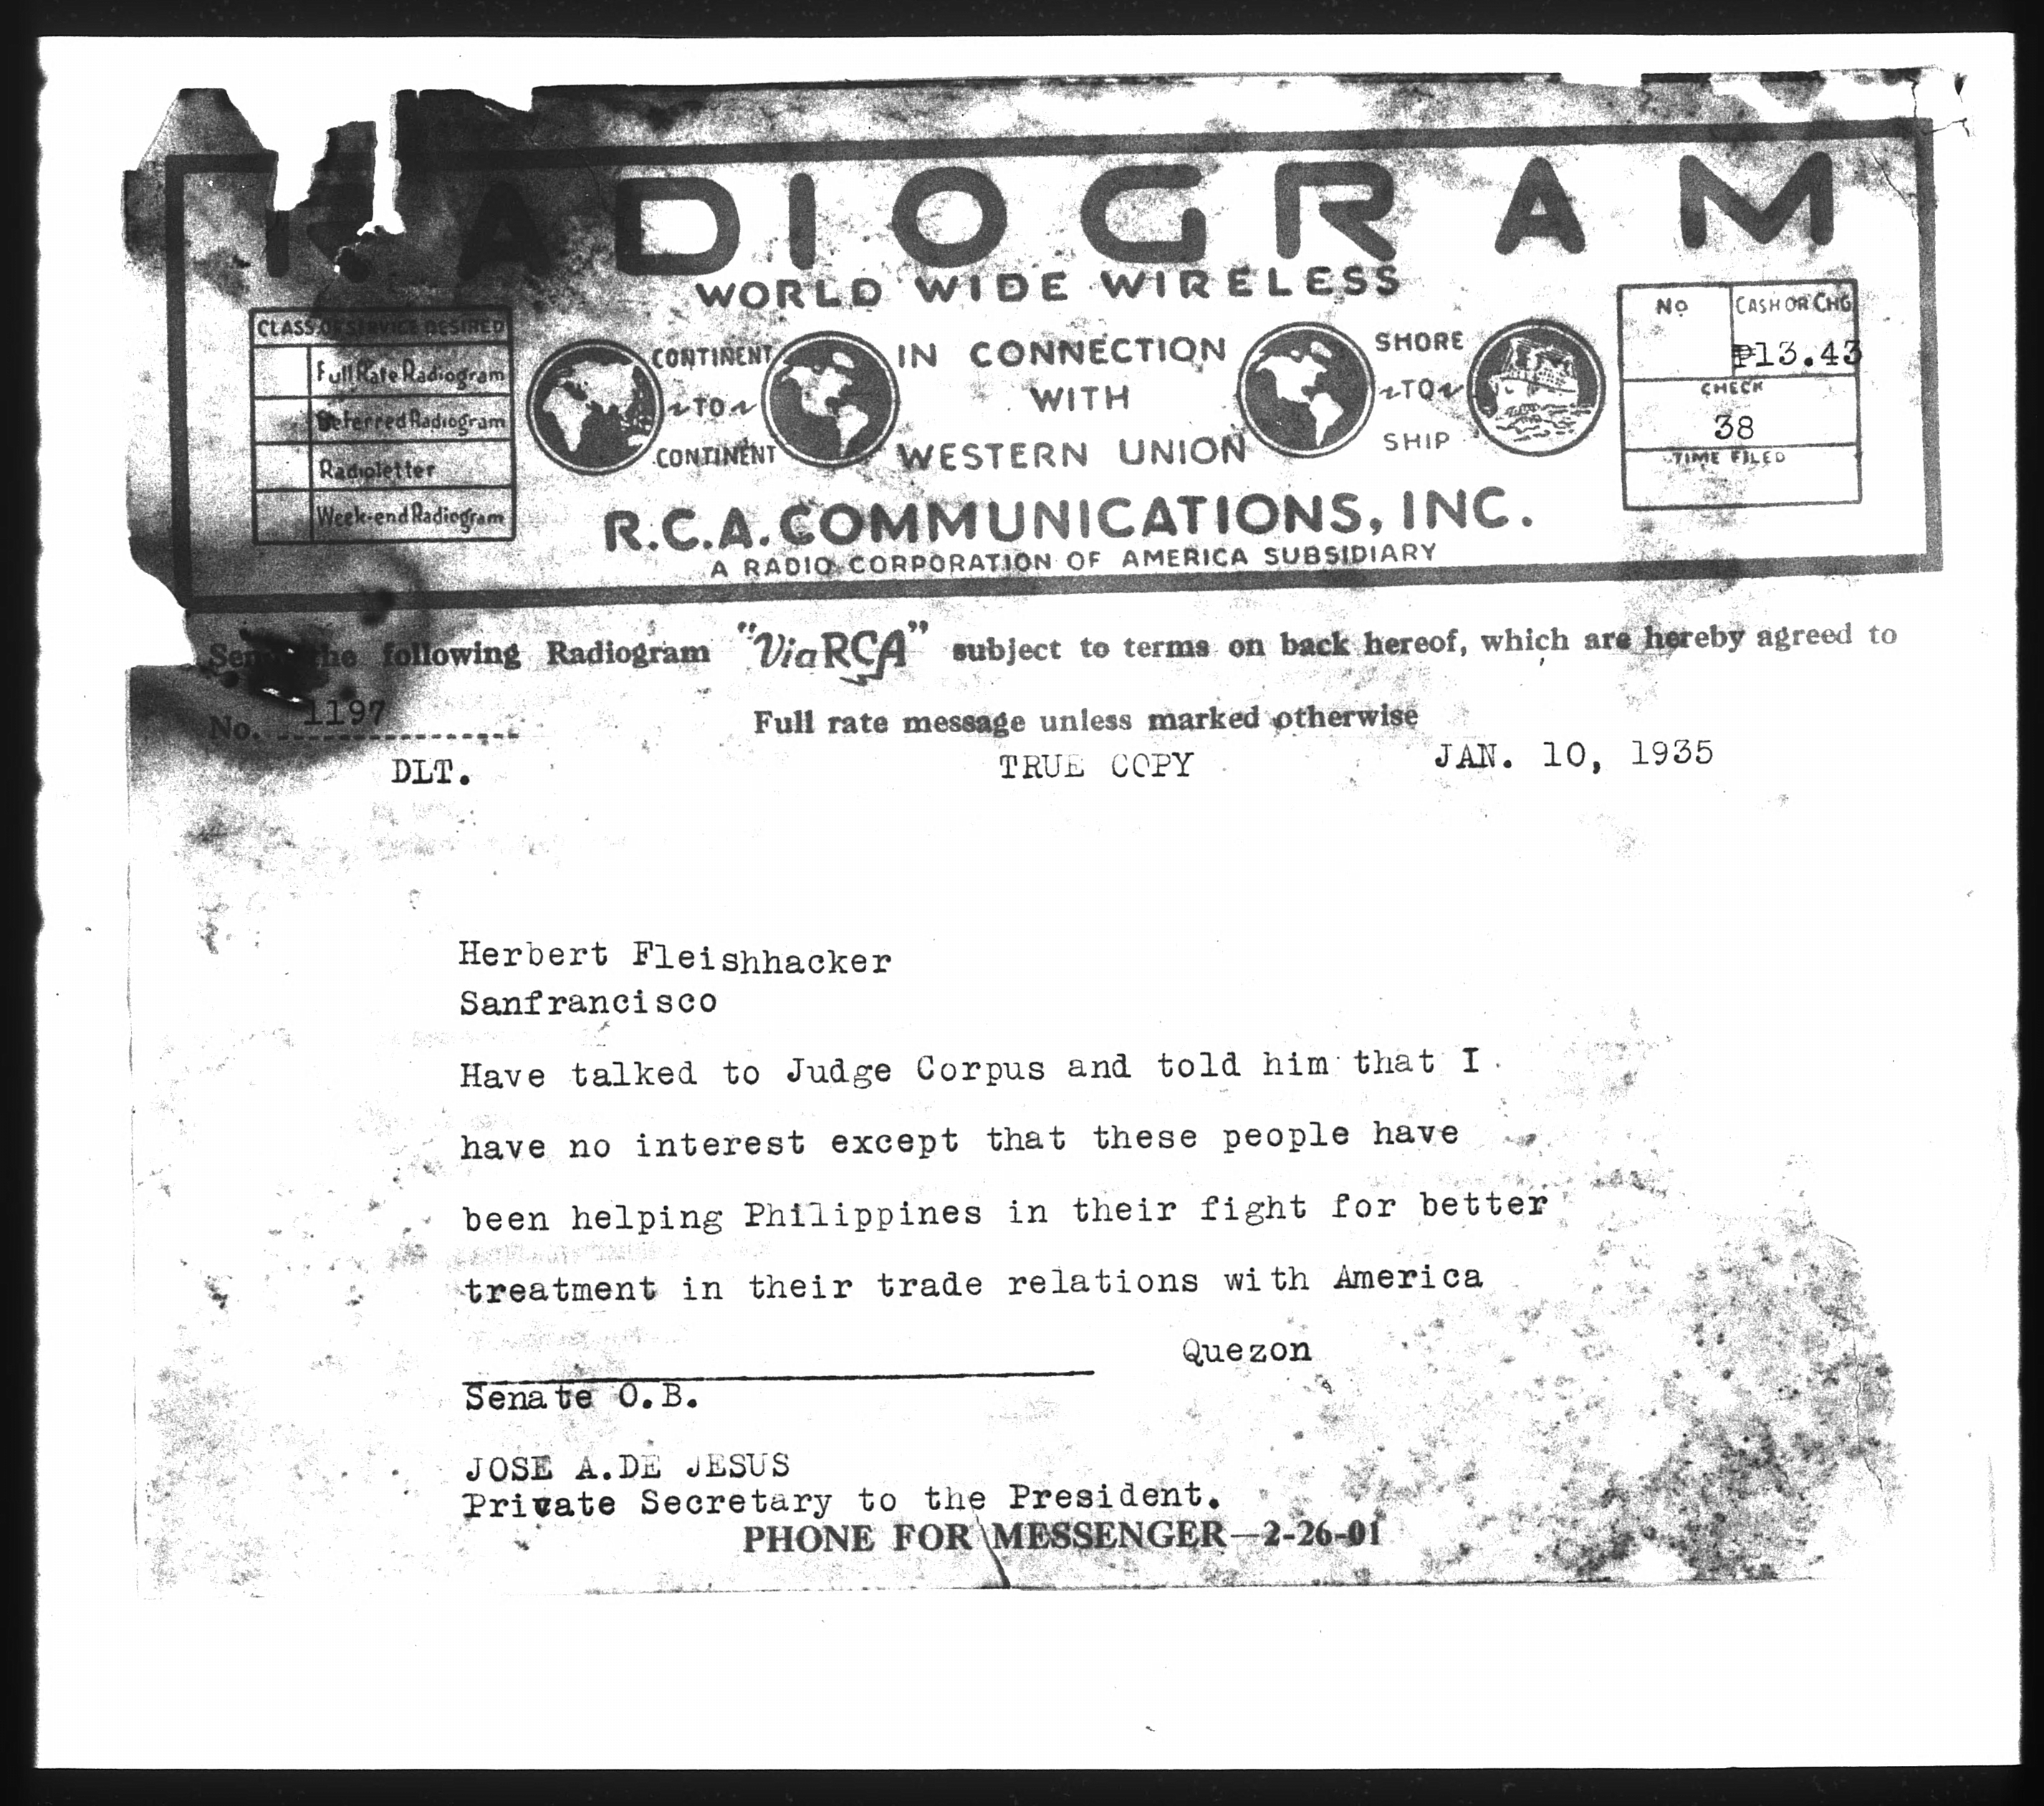 RADIOGRAM
WORLD WIDE WIRELESS
CLASS OF SERVICE DESIRED
Full Rate Radiogram
Deferred Radiogram
Radioletter
Week-end Radiogram
CONTINENT
TO
CONTINENT
IN CONNECTION
WITH
WESTERN UNION
SHORE
TO
SHIP
No
CASH OR CHG
₱13.43
CHECK
38
TIME FILED
R.C.A. COMMUNICATIONS, INC.
A RADIO CORPORATION OF AMERICA SUBSIDIARY
Send the following Radiogram "Via RCA" subject to terms on back hereof, which are hereby agreed to
No. 1197
Full rate message unless marked otherwise
DLT.
TRUE COPY
JAN. 10, 1935
Herbert Fleishhacker
Sanfrancisco
Have talked to Judge Corpus and told him that I
have no interest except that these people have
been helping Philippines in their fight for better
treatment in their trade relations with America
Quezon
Senate O.B.
JOSE A.DE JESUS
Private Secretary to the President.
PHONE FOR MESSENGER—2-26-01